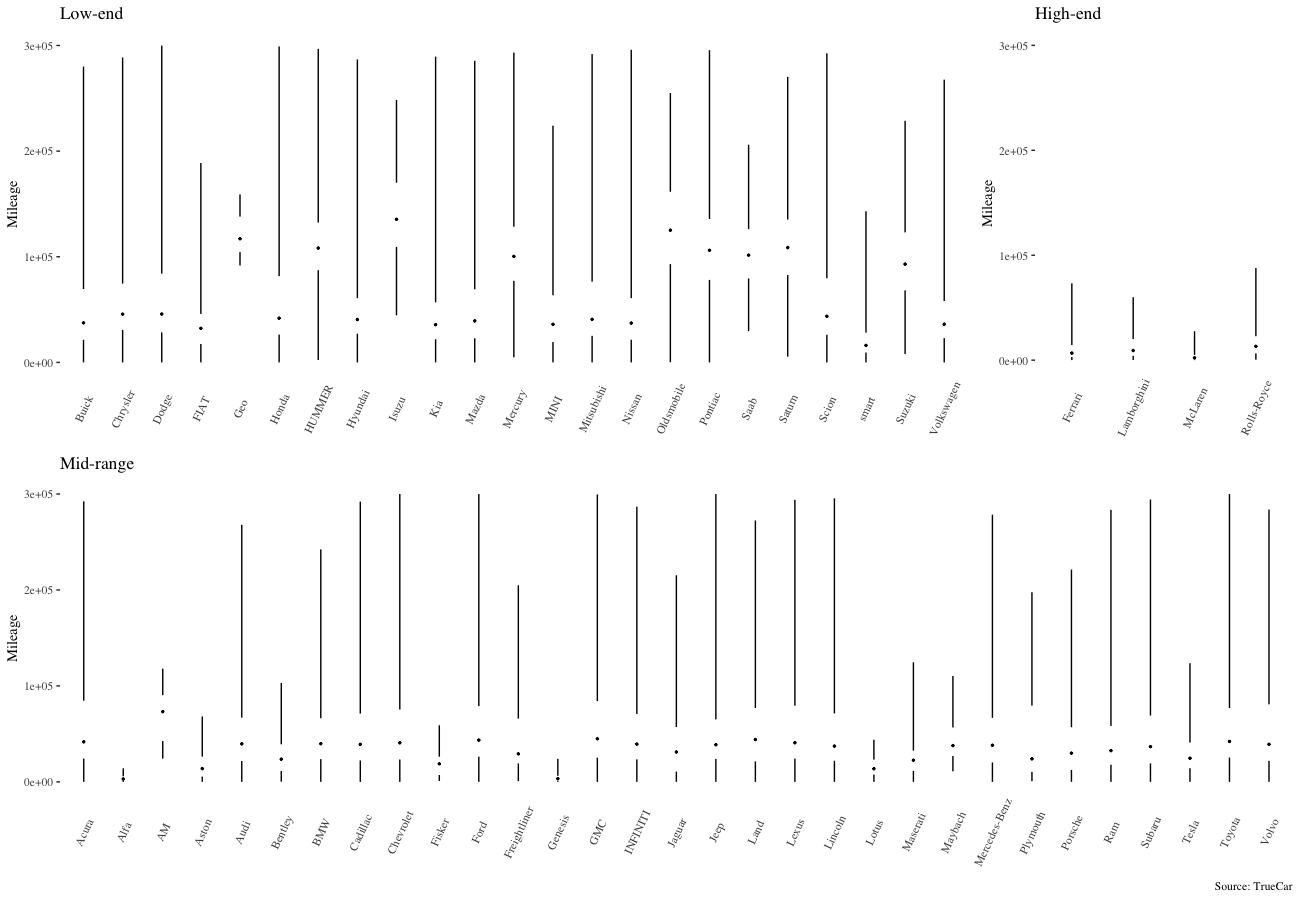 Low-end
3e+05
2e+05
1e+05
0e+00
Mileage
Buick
Chrysler
Dodge
FIAT
Geo
Honda
HUMMER
Hyundai
Isuzu
Kia
Mazda
Mercury
MINI
Mitsubishi
Nissan
Oldsmobile
Pontiac
Saab
Saturn
Scion
smart
Suzuki
Volkswagen
High-end
3e+05
2e+05
1e+05
0e+00
Mileage
Ferrari
Lamborghini
McLaren
Rolls-Royce
Mid-range
3e+05
2e+05
1e+05
0e+00
Mileage
Acura
Alfa
AM
Aston
Audi
Bentley
BMW
Cadillac
Chevrolet
Fisker
Ford
Freightliner
Genesis
GMC
INFINITI
Jaguar
Jeep
Land
Lexus
Lincoln
Lotus
Maserati
Maybach
Mercedes-Benz
Plymouth
Porsche
Ram
Subaru
Tesla
Toyota
Volvo
Source: TrueCar